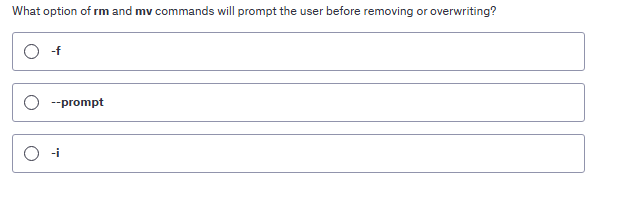 What option of rm and mv commands will prompt the user before removing or overwriting?
-f
--prompt
-i